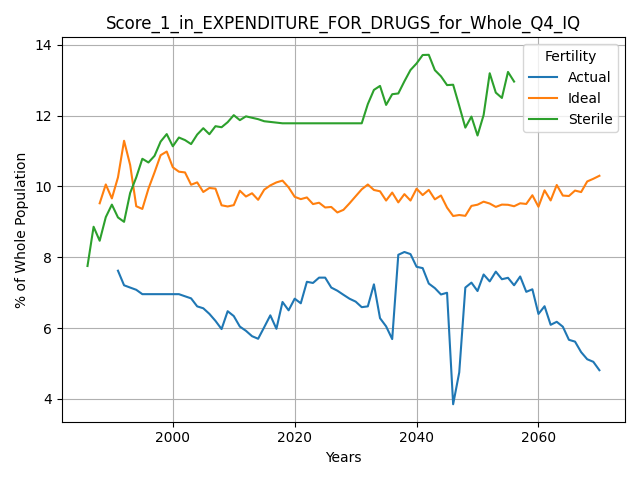 Score_1_in_EXPENDITURE_FOR_DRUGS_for_Whole_Q4_IQ
Fertility
Actual
Ideal
Sterile
% of Whole Population
14
12
10
8
6
4
2000
2020
2040
2060
Years